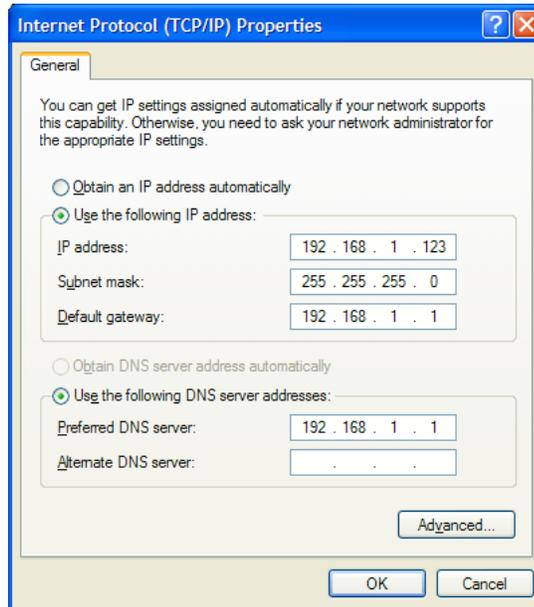 Internet Protocol (TCP/IP) Properties
General
You can get IP settings assigned automatically if your network supports
this capability. Otherwise, you need to ask your network administrator for
the appropriate IP settings.
Obtain an IP address automatically
Use the following IP address:
IP address: 192 . 168 . 1 . 123
Subnet mask: 255 . 255 . 255 . 0
Default gateway: 192 . 168 . 1 . 1
Obtain DNS server address automatically
Use the following DNS server addresses:
Preferred DNS server: 192 . 168 . 1 . 1
Alternate DNS server: . . .
Advanced...
OK Cancel